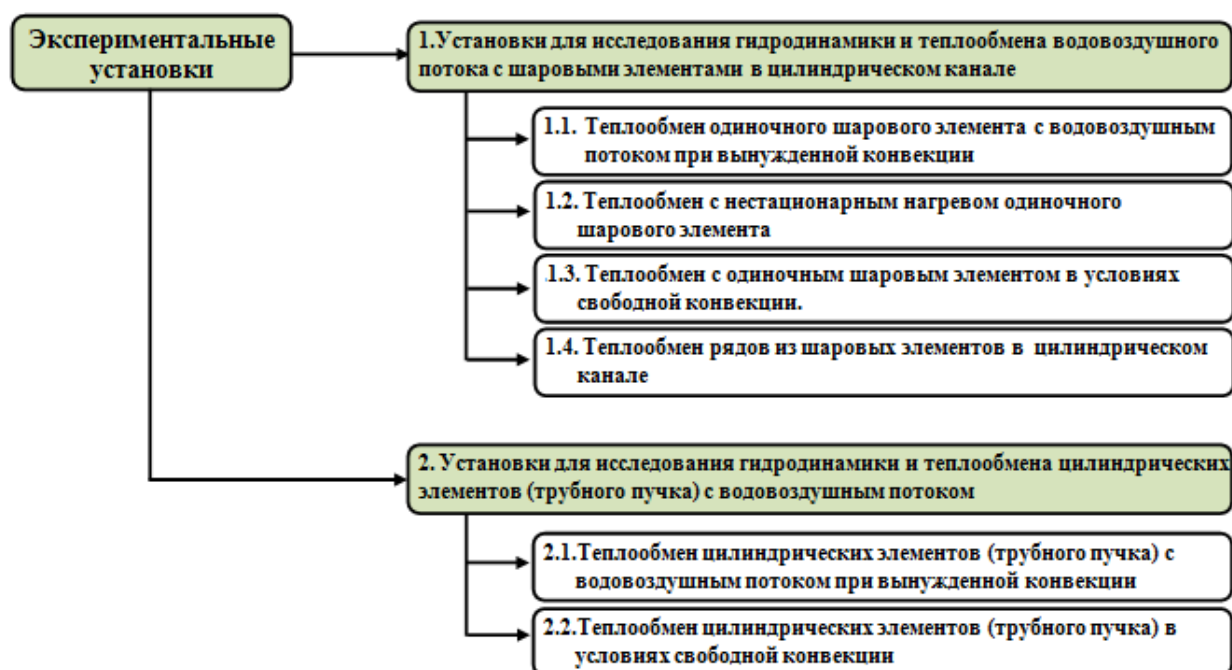 Экспериментальные
установки
1.Установки для исследования гидродинамики и теплообмена водовоздушного
потока с шаровыми элементами в цилиндрическом канале
1.1. Теплообмен одиночного шарового элемента с водовоздушным
потоком при вынужденной конвекции
1.2. Теплообмен с нестационарным нагревом одиночного
шарового элемента
.1.3. Теплообмен с одиночным шаровым элементом в условиях
свободной конвекции.
1.4. Теплообмен рядов из шаровых элементов в цилиндрическом
канале
2. Установки для исследования гидродинамики и теплообмена цилиндрических
элементов (трубного пучка) с водовоздушным потоком
2.1.Теплообмен цилиндрических элементов (трубного пучка) с
водовоздушным потоком при вынужденной конвекции
2.2.Теплообмен цилиндрических элементов (трубного пучка) в
условиях свободной конвекции